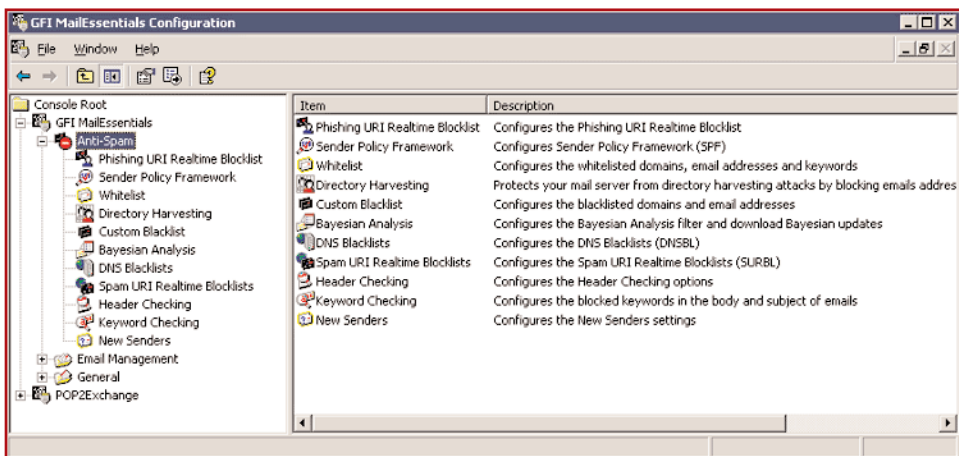 GFI MailEssentials Configuration
File Window Help
Console Root
GFI MailEssentials
Anti-Spam
Phishing URI Realtime Blocklist
Sender Policy Framework
Whitelist
Directory Harvesting
Custom Blacklist
Bayesian Analysis
DNS Blacklists
Spam URI Realtime Blocklists
Header Checking
Keyword Checking
New Senders
Email Management
General
POP2Exchange
Item Description
Phishing URI Realtime Blocklist Configures the Phishing URI Realtime Blocklist
Sender Policy Framework Configures Sender Policy Framework (SPF)
Whitelist Configures the whitelisted domains, email addresses and keywords
Directory Harvesting Protects your mail server from directory harvesting attacks by blocking emails addres
Custom Blacklist Configures the blacklisted domains and email addresses
Bayesian Analysis Configures the Bayesian Analysis filter and download Bayesian updates
DNS Blacklists Configures the DNS Blacklists (DNSBL)
Spam URI Realtime Blocklists Configures the Spam URI Realtime Blocklists (SURBL)
Header Checking Configures the Header Checking options
Keyword Checking Configures the blocked keywords in the body and subject of emails
New Senders Configures the New Senders settings